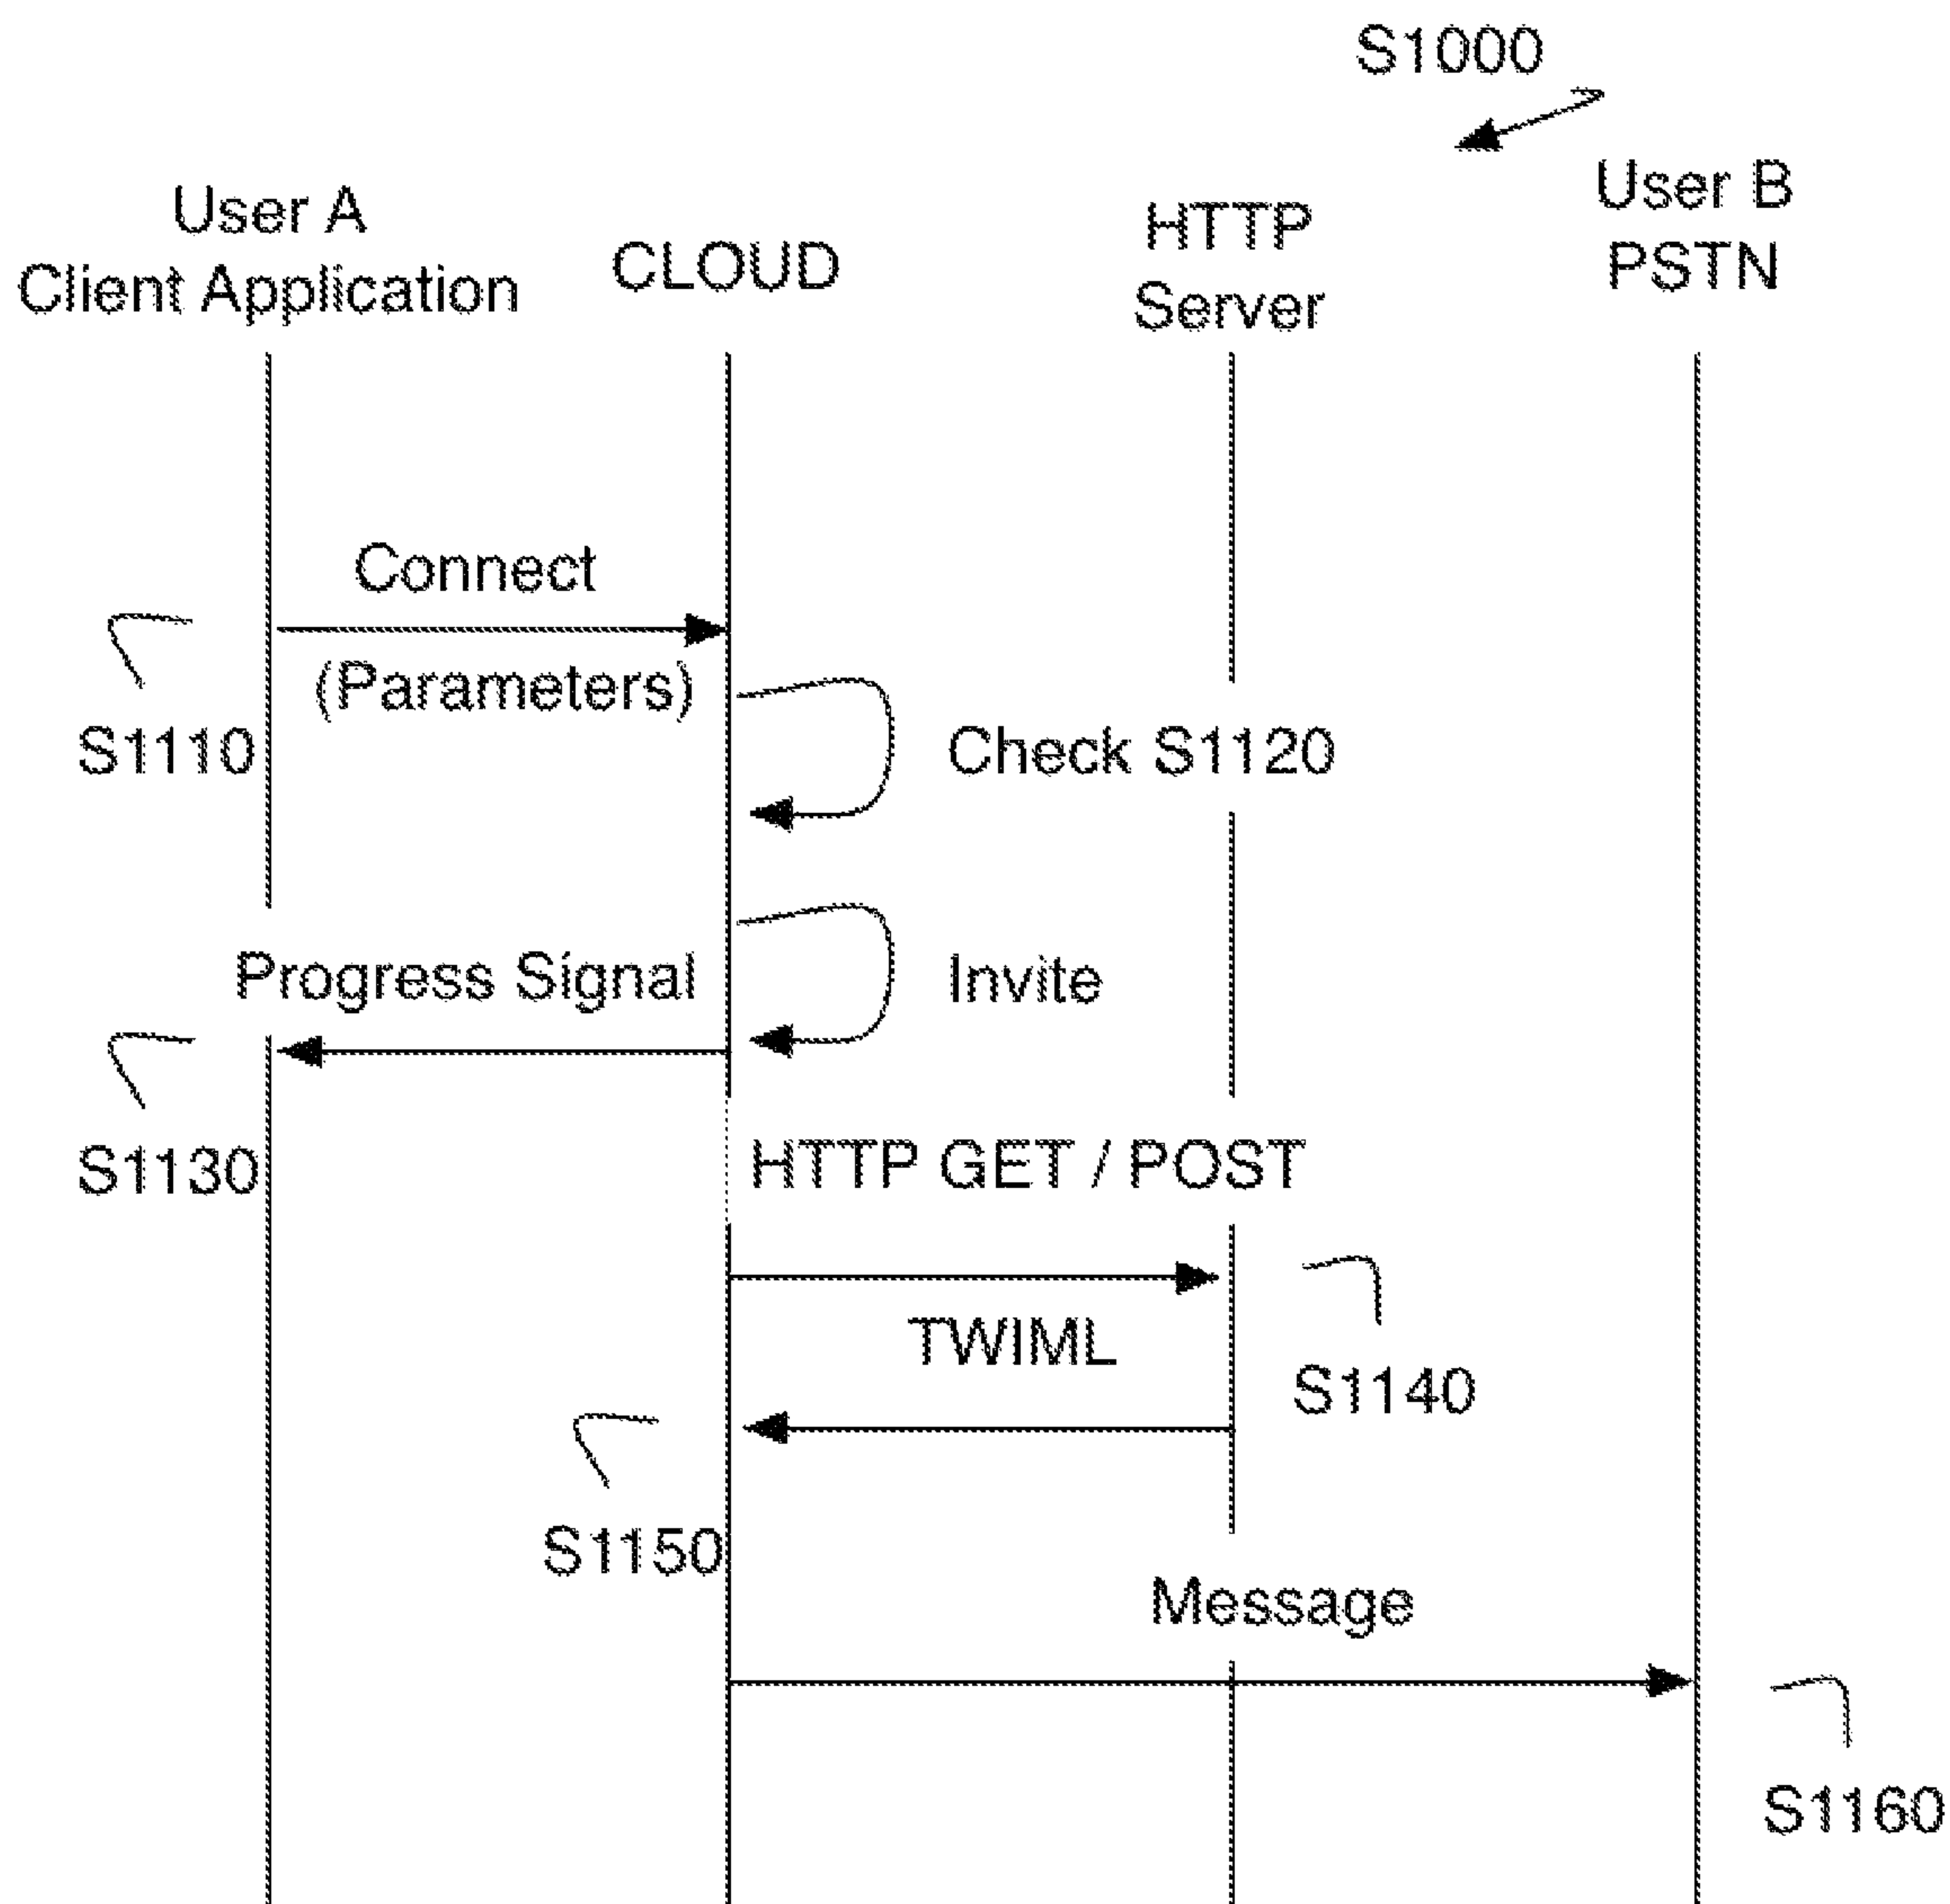 S1000
User A
Client Application
CLOUD
HTTP
Server
User B
PSTN
Connect
(Parameters)
S1110
Check S1120
Progress Signal
Invite
S1130
HTTP GET / POST
TWIML
S1140
S1150
Message
S1160